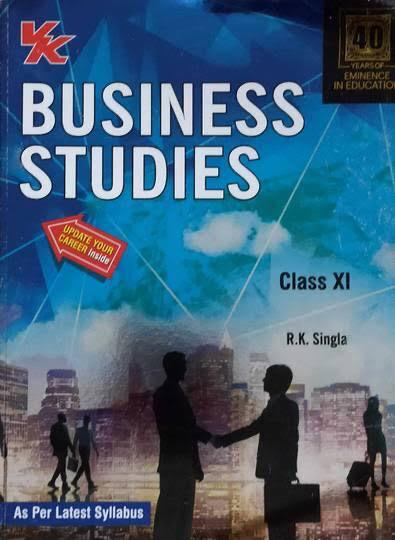 VK
40
YEARS OF
EMINENCE
IN EDUCATION
BUSINESS
STUDIES
UPDATE YOUR
CAREER Inside
Class XI
R.K. Singla
As Per Latest Syllabus